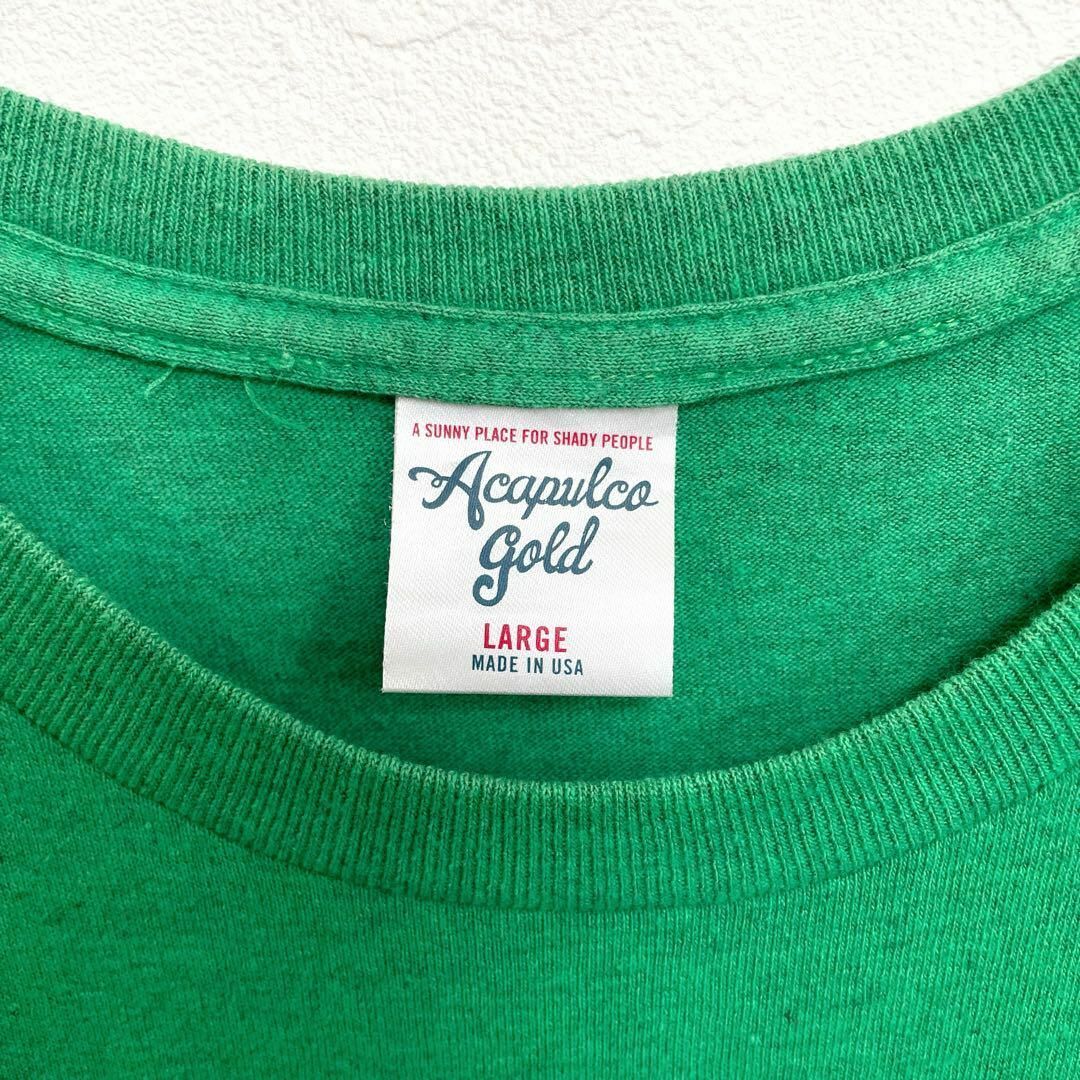 A SUNNY PLACE FOR SHADY PEOPLE
Acapulco
gold
LARGE
MADE IN USA